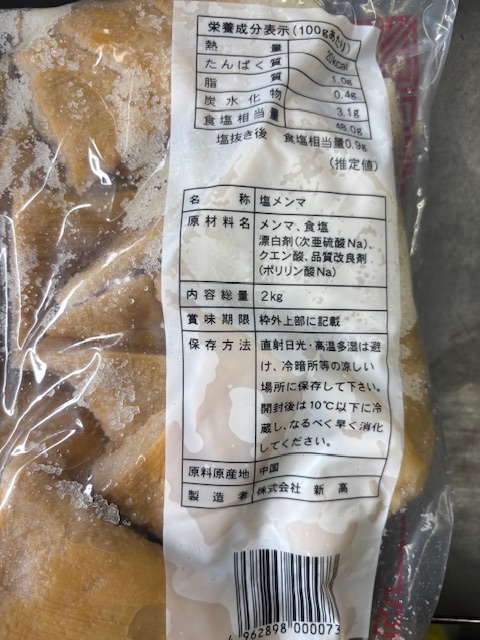 栄養成分表示(100gあたり)
熱量 20kcal
たんぱく質 1.0g
脂質 0.4g
炭水化物 3.1g
食塩相当量 48.0g
塩抜き後 食塩相当量0.9g
(推定値)
名称 塩メンマ
原材料名 メンマ、食塩
漂白剤(次亜硫酸Na)、
クエン酸、品質改良剤
(ポリリン酸Na)
内容総量 2kg
賞味期限 枠外上部に記載
保存方法 直射日光・高温多湿は避
け、冷暗所等の涼しい
場所に保存して下さい。
開封後は10℃以下に冷
蔵し、なるべく早く消化
してください。
原料原産地 中国
製造者 株式会社 新高
4962898000073